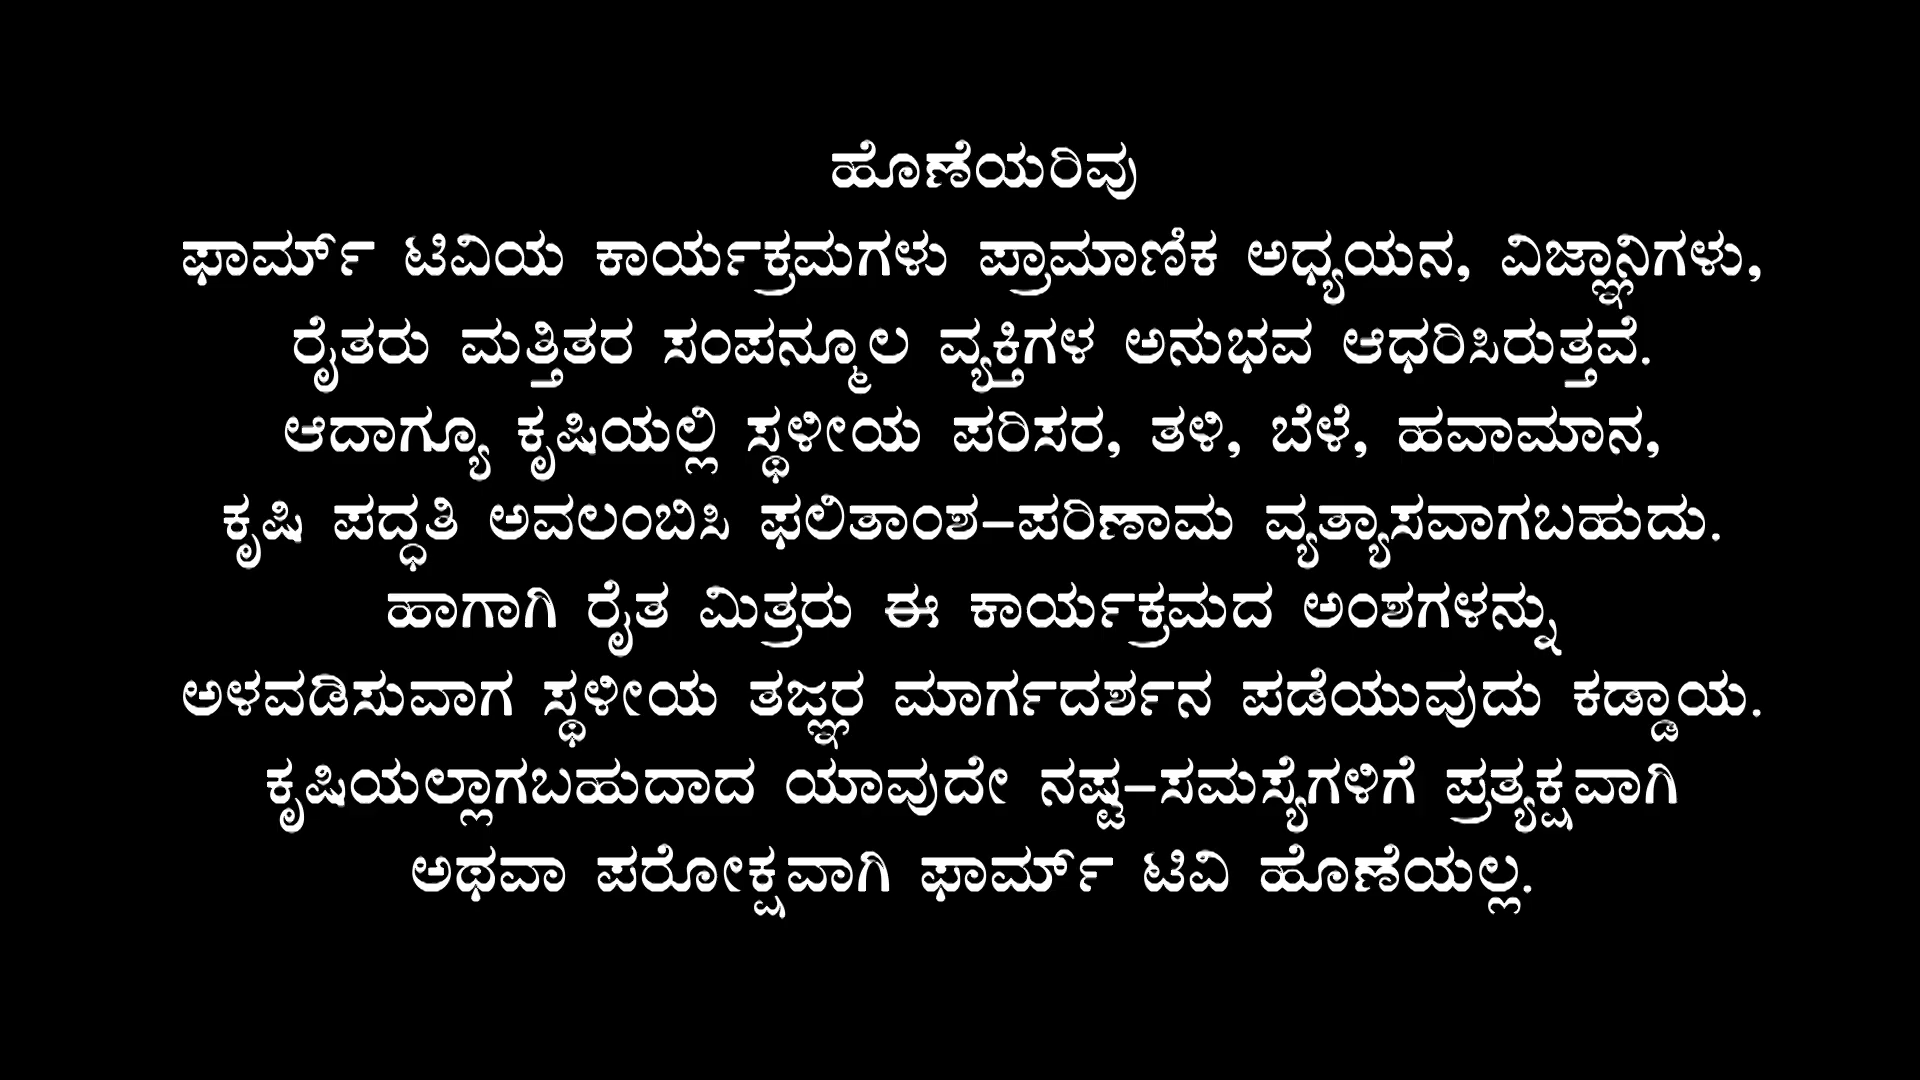 ಹೊಣೆಯರಿವು
ಫಾರ್ಮ್ ಟಿವಿಯ ಕಾರ್ಯಕ್ರಮಗಳು ಪ್ರಾಮಾಣಿಕ ಅಧ್ಯಯನ, ವಿಜ್ಞಾನಿಗಳು,
ರೈತರು ಮತ್ತಿತರ ಸಂಪನ್ಮೂಲ ವ್ಯಕ್ತಿಗಳ ಅನುಭವ ಆಧರಿಸಿರುತ್ತವೆ.
ಆದಾಗ್ಯೂ ಕೃಷಿಯಲ್ಲಿ ಸ್ಥಳೀಯ ಪರಿಸರ, ತಳಿ, ಬೆಳೆ, ಹವಾಮಾನ,
ಕೃಷಿ ಪದ್ಧತಿ ಅವಲಂಬಿಸಿ ಫಲಿತಾಂಶ-ಪರಿಣಾಮ ವ್ಯತ್ಯಾಸವಾಗಬಹುದು.
ಹಾಗಾಗಿ ರೈತ ಮಿತ್ರರು ಈ ಕಾರ್ಯಕ್ರಮದ ಅಂಶಗಳನ್ನು
ಅಳವಡಿಸುವಾಗ ಸ್ಥಳೀಯ ತಜ್ಞರ ಮಾರ್ಗದರ್ಶನ ಪಡೆಯುವುದು ಕಡ್ಡಾಯ.
ಕೃಷಿಯಲ್ಲಾಗಬಹುದಾದ ಯಾವುದೇ ನಷ್ಟ-ಸಮಸ್ಯೆಗಳಿಗೆ ಪ್ರತ್ಯಕ್ಷವಾಗಿ
ಅಥವಾ ಪರೋಕ್ಷವಾಗಿ ಫಾರ್ಮ್ ಟಿವಿ ಹೊಣೆಯಲ್ಲ.